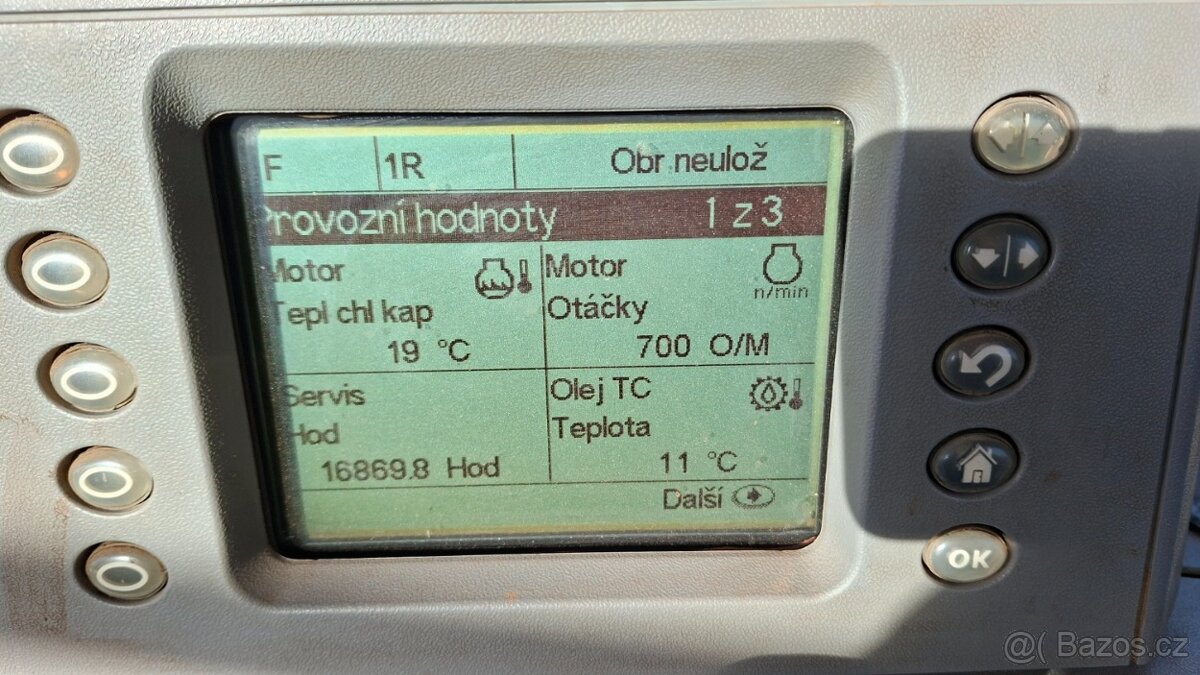 F 1R Obr neulož
Provozní hodnoty 1 z 3
Motor
Tepl chl kap
19 °C
Motor
n/min
Otáčky
700 O/M
Servis
Hod
16869.8 Hod
Olej TC
Teplota
11 °C
Další
OK
@( Bazos.cz